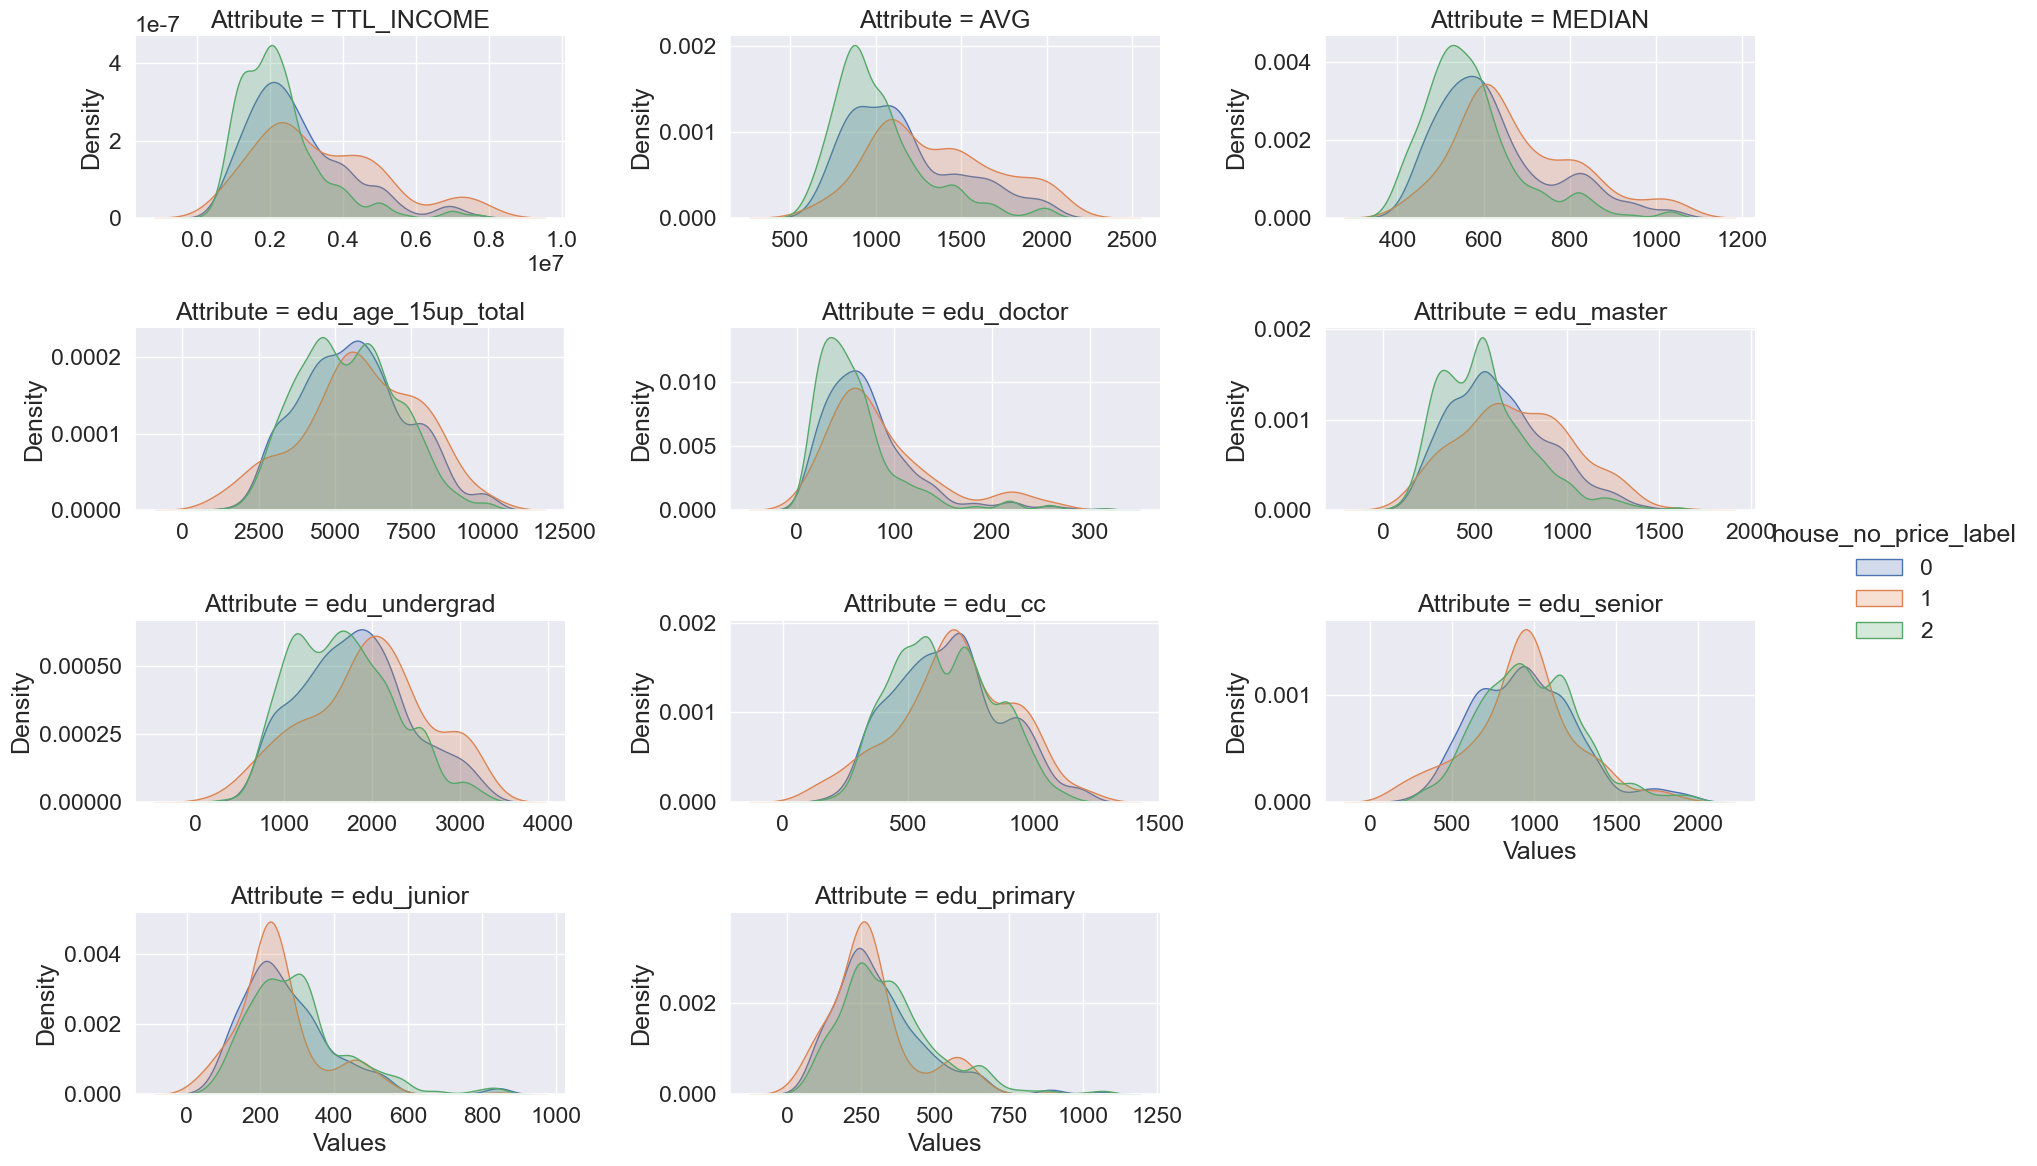 Attribute = TTL_INCOME
1e-7
Density
4
2
0
0.0 0.2 0.4 0.6 0.8 1.0
1e7
Attribute = AVG
Density
0.002
0.001
0.000
500 1000 1500 2000 2500
Attribute = MEDIAN
Density
0.004
0.002
0.000
400 600 800 1000 1200
Attribute = edu_age_15up_total
Density
0.0002
0.0001
0.0000
0 2500 5000 7500 10000 12500
Attribute = edu_doctor
Density
0.010
0.005
0.000
0 100 200 300
Attribute = edu_master
Density
0.002
0.001
0.000
0 500 1000 1500 2000
house_no_price_label
0
1
2
Attribute = edu_undergrad
Density
0.00050
0.00025
0.00000
0 1000 2000 3000 4000
Attribute = edu_cc
Density
0.002
0.001
0.000
0 500 1000 1500
Attribute = edu_senior
Density
0.001
0.000
0 500 1000 1500 2000
Values
Attribute = edu_junior
Density
0.004
0.002
0.000
0 200 400 600 800 1000
Values
Attribute = edu_primary
Density
0.002
0.000
0 250 500 750 1000 1250
Values